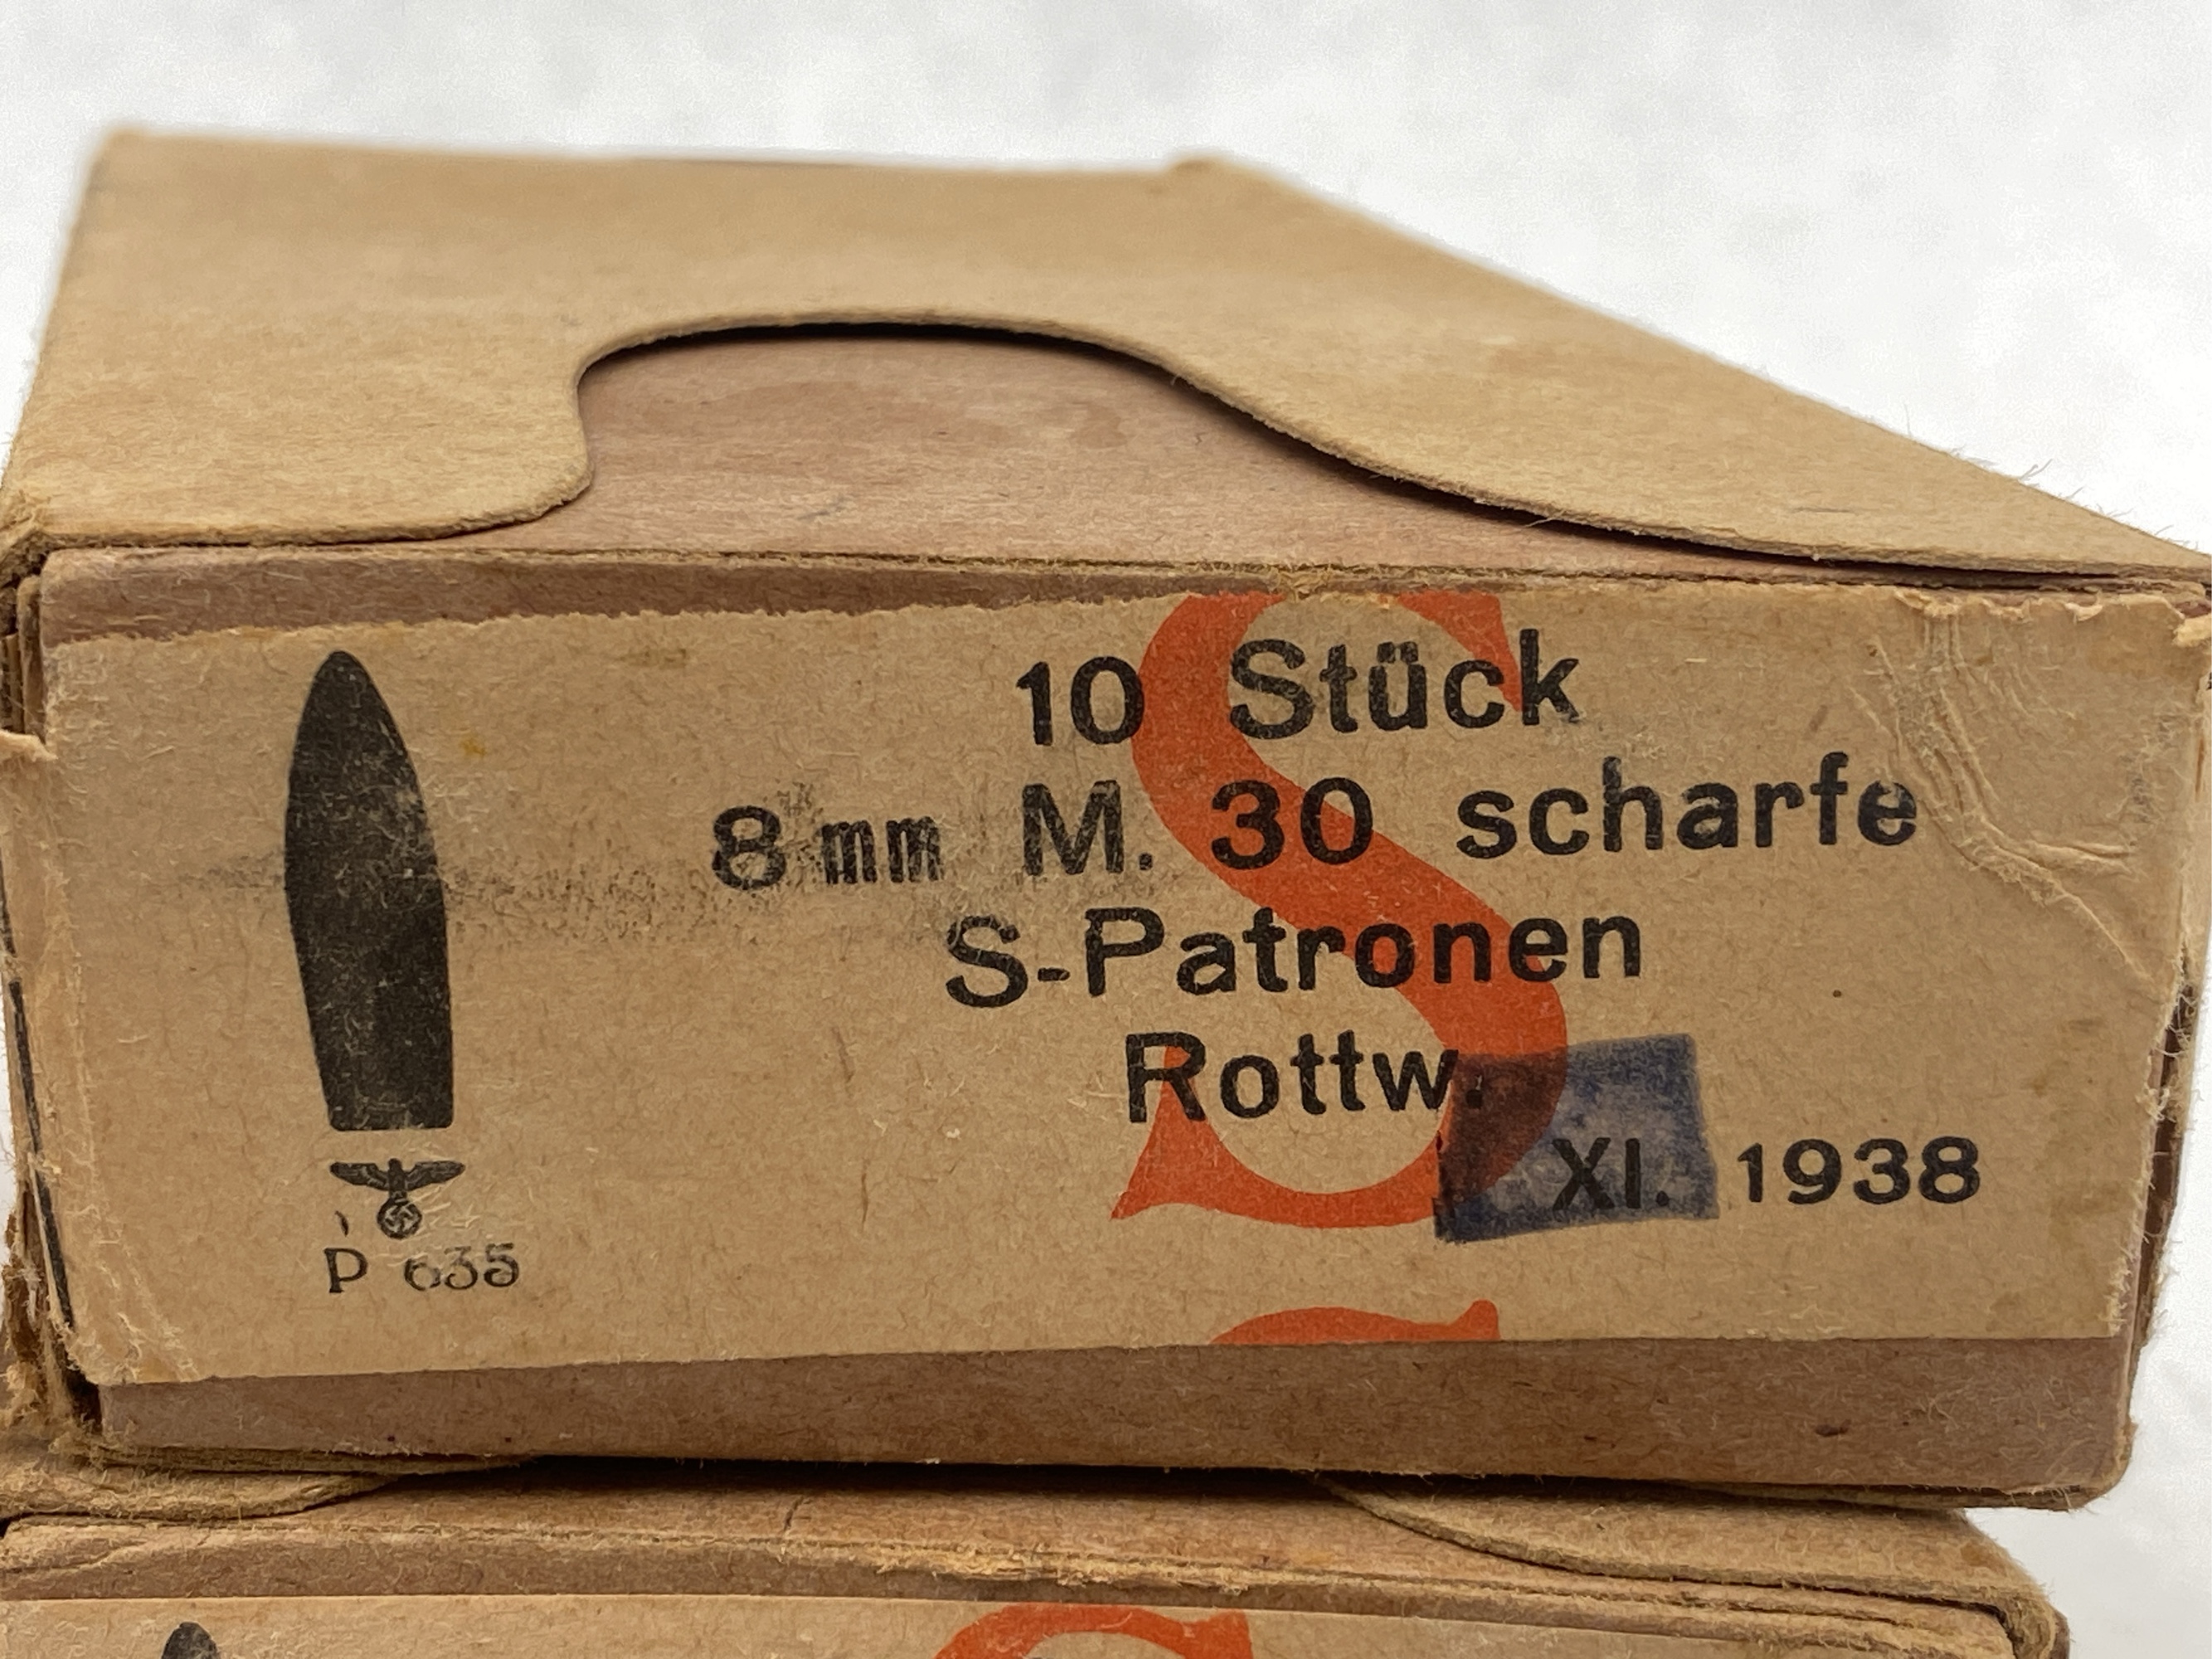 S
10 Stück
8 mm M. 30 scharfe
S-Patronen
Rottw.
XI. 1938
P 635